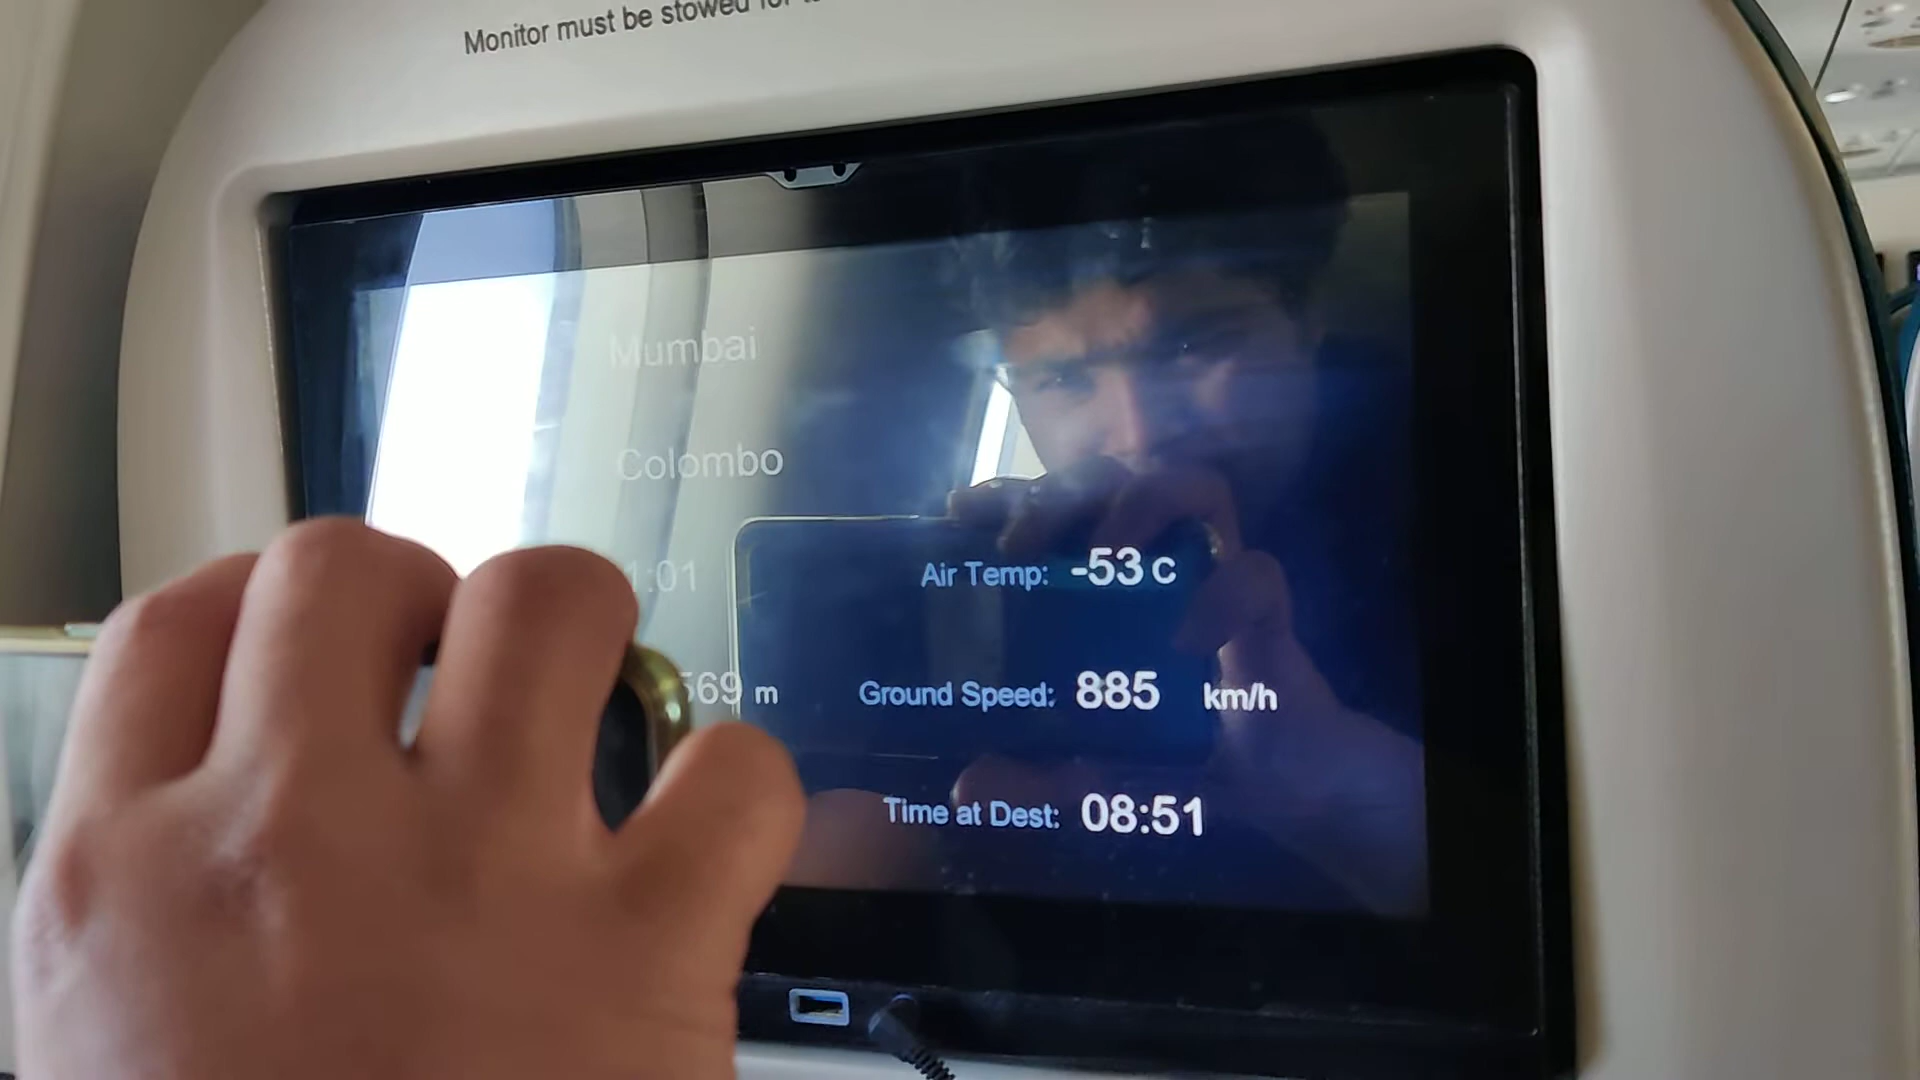 Monitor must be stowed for
Mumbai
Colombo
1:01
Air Temp: -53 C
569 m
Ground Speed: 885 km/h
Time at Dest: 08:51